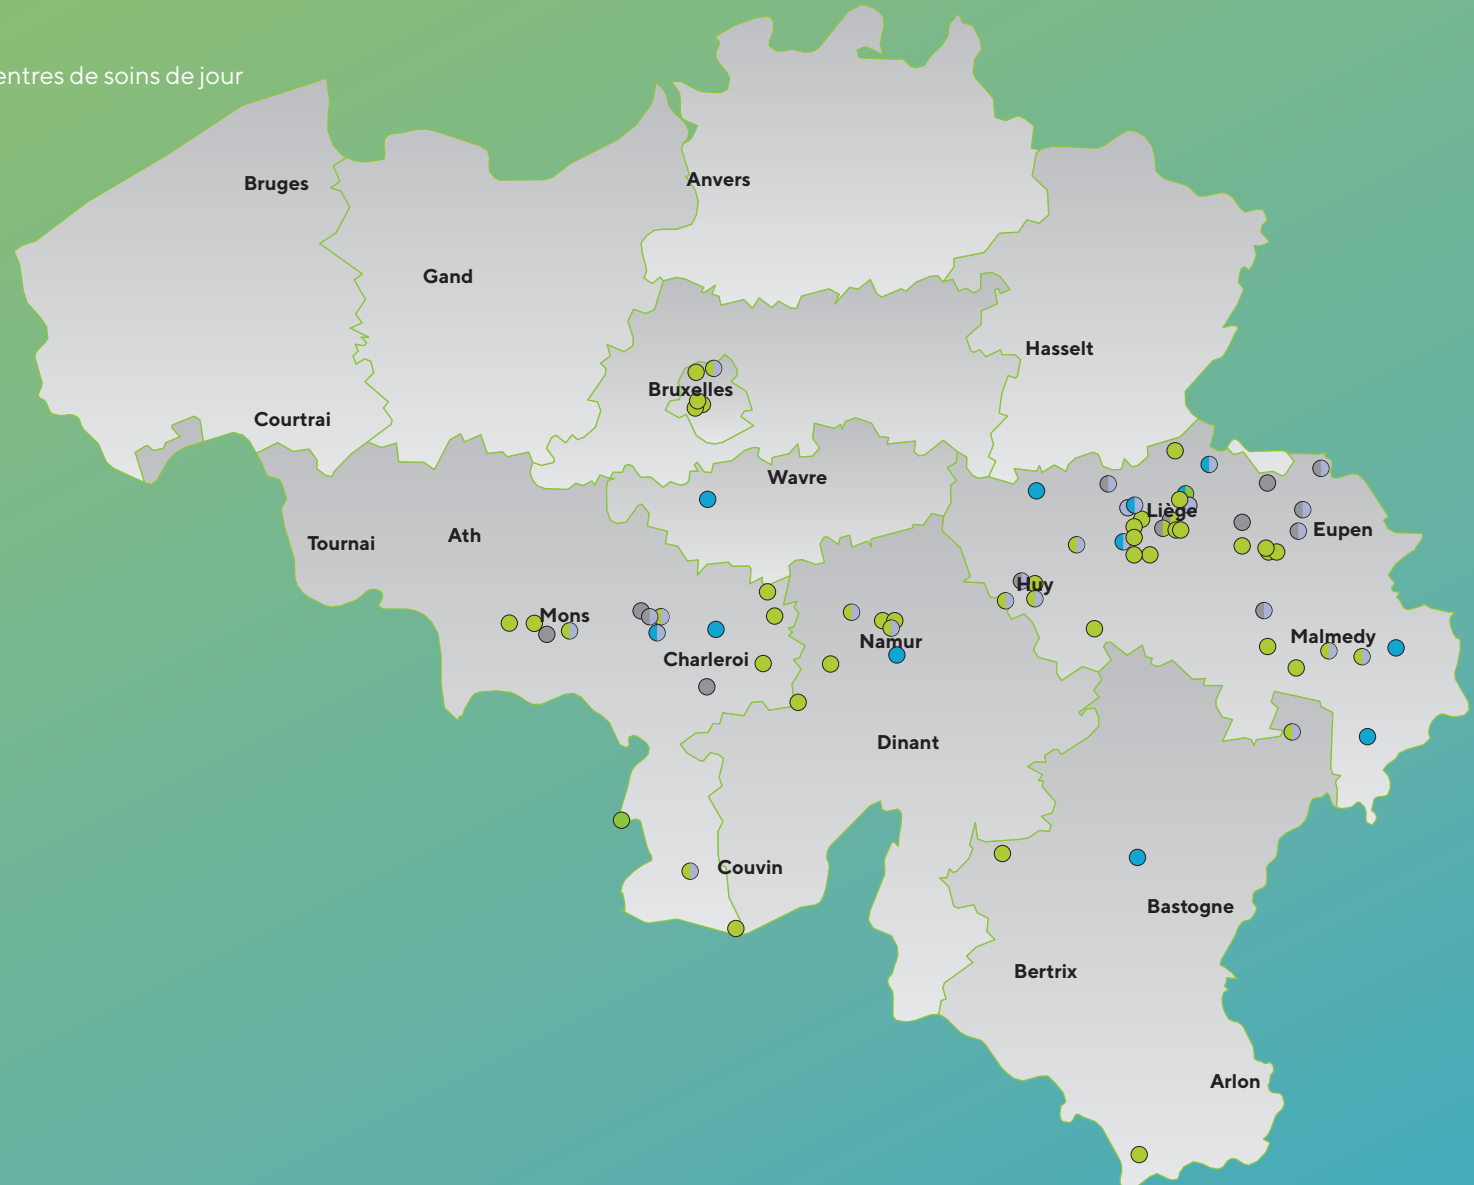 entres de soins de jour
Bruges
Anvers
Gand
Hasselt
Bruxelles
Courtrai
Wavre
Liège
Eupen
Ath
Tournai
Huy
Mons
Malmedy
Namur
Charleroi
Dinant
Couvin
Bastogne
Bertrix
Arlon